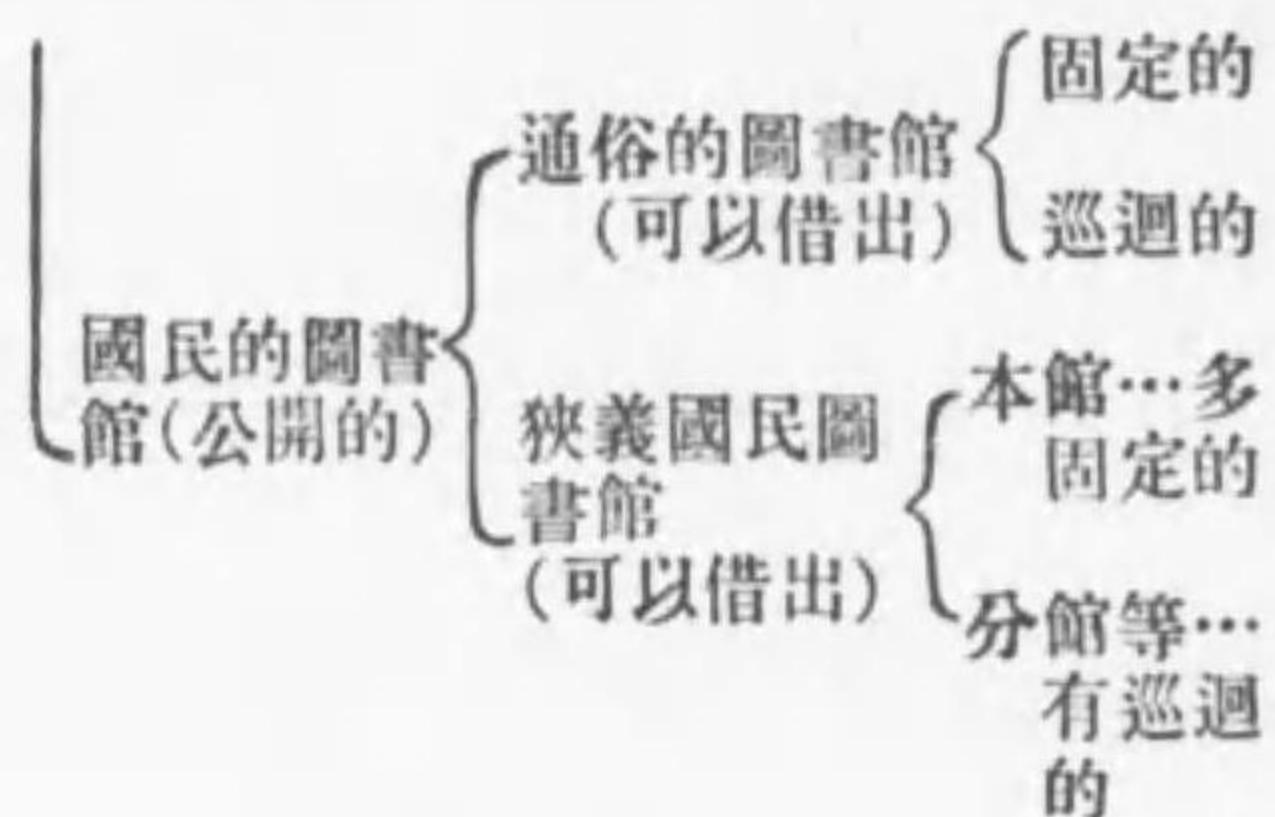 國民的圖書
館(公開的)
通俗的圖書館
(可以借出)
固定的
巡迴的
狹義國民圖
書館
(可以借出)
本館…多
固定的
分館等…
有巡迴
的